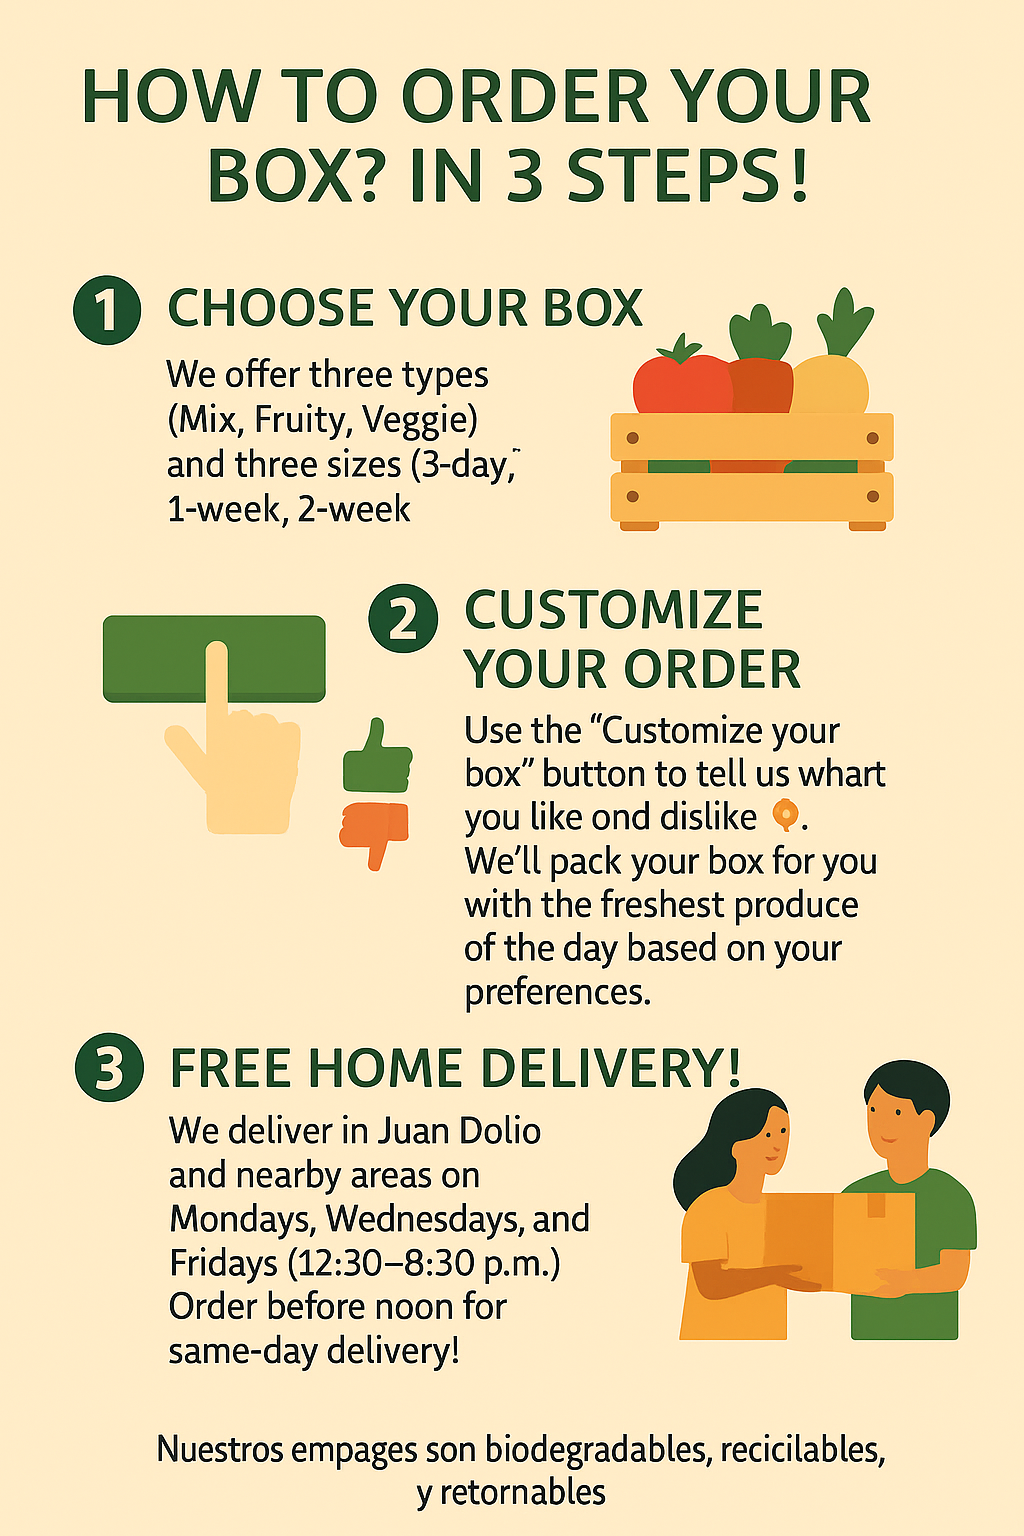 HOW TO ORDER YOUR
BOX? IN 3 STEPS!
1 CHOOSE YOUR BOX
We offer three types
(Mix, Fruity, Veggie)
and three sizes (3-day,
1-week, 2-week
2 CUSTOMIZE
YOUR ORDER
Use the “Customize your
box” button to tell us whart
you like ond dislike .
We’ll pack your box for you
with the freshest produce
of the day based on your
preferences.
3 FREE HOME DELIVERY!
We deliver in Juan Dolio
and nearby areas on
Mondays, Wednesdays, and
Fridays (12:30–8:30 p.m.)
Order before noon for
same-day delivery!
Nuestros empages son biodegradables, recicilables,
y retornables